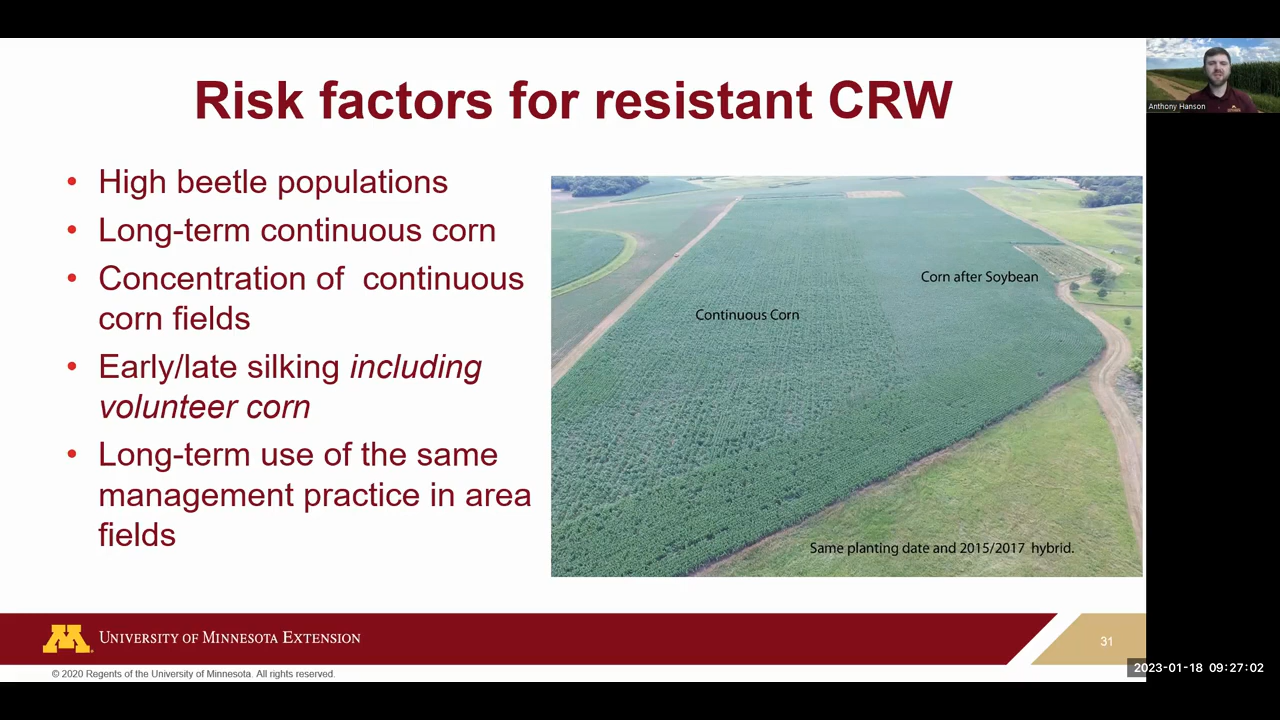 Risk factors for resistant CRW
Anthony Hanson
• High beetle populations
• Long-term continuous corn
• Concentration of continuous
corn fields
• Early/late silking including
volunteer corn
• Long-term use of the same
management practice in area
fields
Corn after Soybean
Continuous Corn
Same planting date and 2015/2017 hybrid.
M
UNIVERSITY OF MINNESOTA EXTENSION
31
2023-01-18 09:27:02
© 2020 Regents of the University of Minnesota. All rights reserved.